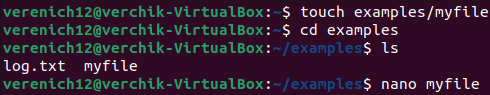 verenich12@verchik-VirtualBox:~$ touch examples/myfile
verenich12@verchik-VirtualBox:~$ cd examples
verenich12@verchik-VirtualBox:~/examples$ ls
log.txt  myfile
verenich12@verchik-VirtualBox:~/examples$ nano myfile